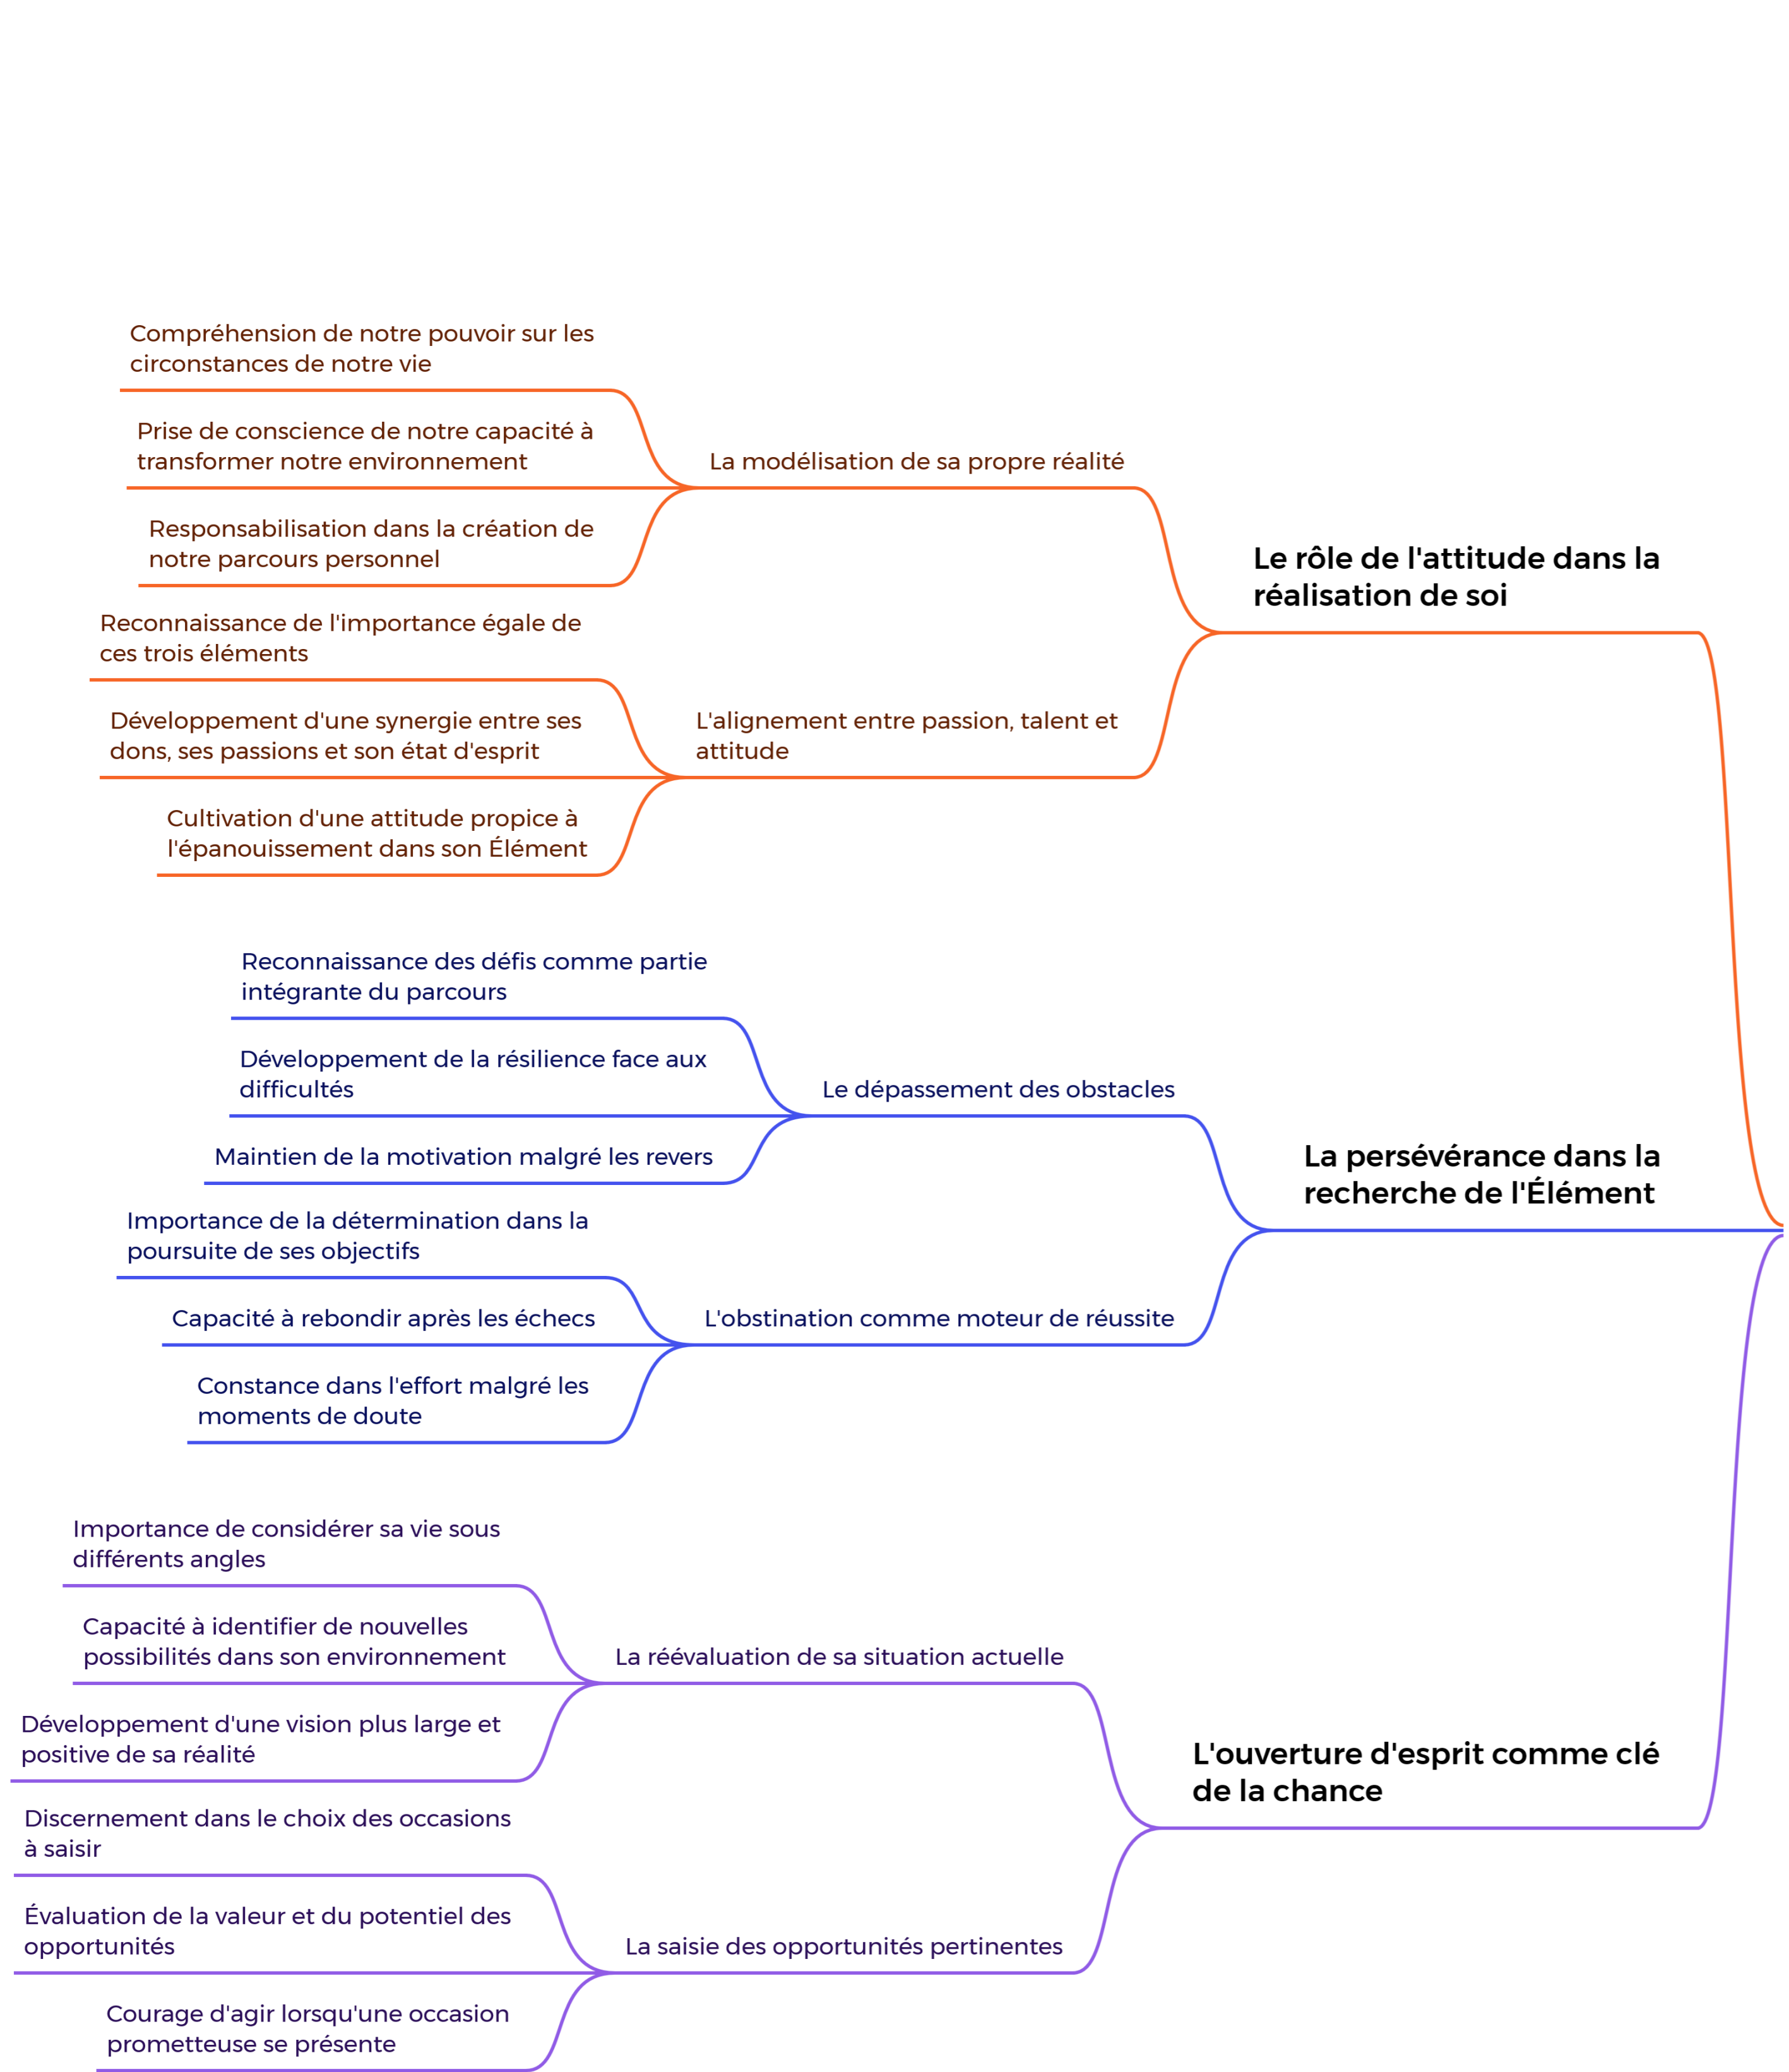 Compréhension de notre pouvoir sur les
circonstances de notre vie
Prise de conscience de notre capacité à
transformer notre environnement
La modélisation de sa propre réalité
Responsabilisation dans la création de
notre parcours personnel
Le rôle de l'attitude dans la
réalisation de soi
Reconnaissance de l'importance égale de
ces trois éléments
Développement d'une synergie entre ses
dons, ses passions et son état d'esprit
L'alignement entre passion, talent et
attitude
Cultivation d'une attitude propice à
l'épanouissement dans son Élément
Reconnaissance des défis comme partie
intégrante du parcours
Développement de la résilience face aux
difficultés
Le dépassement des obstacles
Maintien de la motivation malgré les revers
La persévérance dans la
recherche de l'Élément
Importance de la détermination dans la
poursuite de ses objectifs
Capacité à rebondir après les échecs
L'obstination comme moteur de réussite
Constance dans l'effort malgré les
moments de doute
Importance de considérer sa vie sous
différents angles
Capacité à identifier de nouvelles
possibilités dans son environnement
La réévaluation de sa situation actuelle
Développement d'une vision plus large et
positive de sa réalité
L'ouverture d'esprit comme clé
de la chance
Discernement dans le choix des occasions
à saisir
Évaluation de la valeur et du potentiel des
opportunités
La saisie des opportunités pertinentes
Courage d'agir lorsqu'une occasion
prometteuse se présente